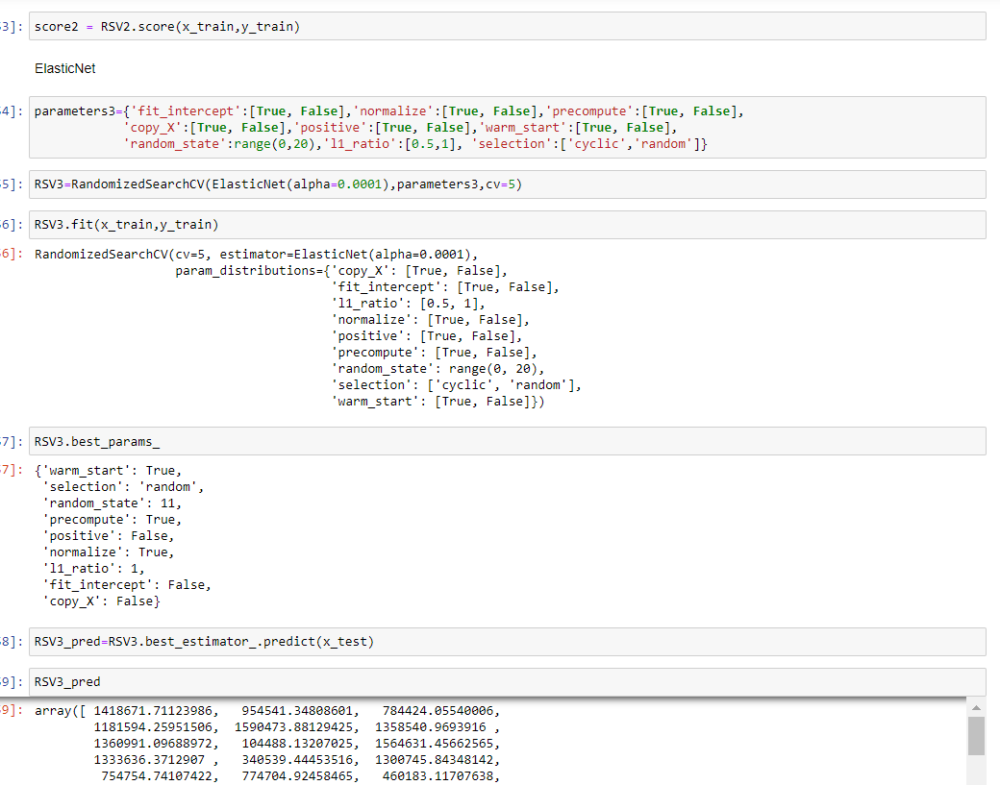 3]: score2 = RSV2.score(x_train,y_train)
ElasticNet
4]: parameters3={'fit_intercept':[True, False],'normalize':[True, False],'precompute':[True, False],
'copy_X':[True, False],'positive':[True, False],'warm_start':[True, False],
'random_state':range(0,20),'l1_ratio':[0.5,1], 'selection':['cyclic','random']}
5]: RSV3=RandomizedSearchCV(ElasticNet(alpha=0.0001),parameters3,cv=5)
6]: RSV3.fit(x_train,y_train)
6]: RandomizedSearchCV(cv=5, estimator=ElasticNet(alpha=0.0001),
param_distributions={'copy_X': [True, False],
'fit_intercept': [True, False],
'l1_ratio': [0.5, 1],
'normalize': [True, False],
'positive': [True, False],
'precompute': [True, False],
'random_state': range(0, 20),
'selection': ['cyclic', 'random'],
'warm_start': [True, False]})
7]: RSV3.best_params_
7]: {'warm_start': True,
'selection': 'random',
'random_state': 11,
'precompute': True,
'positive': False,
'normalize': True,
'l1_ratio': 1,
'fit_intercept': False,
'copy_X': False}
8]: RSV3_pred=RSV3.best_estimator_.predict(x_test)
9]: RSV3_pred
9]: array([ 1418671.71123986, 954541.34808601, 784424.05540006,
1181594.25951506, 1590473.88129425, 1358540.9693916 ,
1360991.09688972, 104488.13207025, 1564631.45662565,
1333636.3712907 , 340539.44453516, 1300745.84348142,
754754.74107422, 774704.92458465, 460183.11707638,